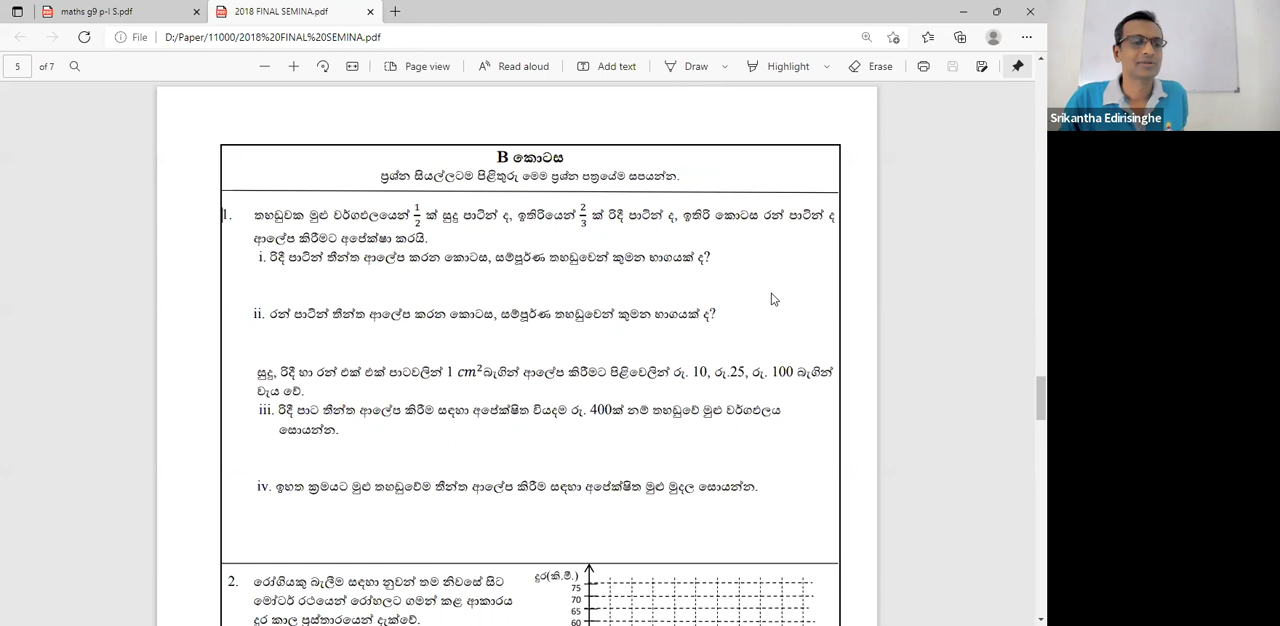 maths g9 p-I S.pdf
2018 FINAL SEMINA.pdf
File D:/Paper/11000/2018%20FINAL%20SEMINA.pdf
5 of 7 Page view Read aloud Add text Draw Highlight Erase
Srikantha Edirisinghe
B කොටස
ප්‍රශ්න සියල්ලටම පිළිතුරු මෙම ප්‍රශ්න පත්‍රයේම සපයන්න.
1. තහඩුවක මුළු වර්ගඵලයෙන් 1/2 ක් සුදු පාටින් ද, ඉතිරියෙන් 2/3 ක් රිදී පාටින් ද, ඉතිරි කොටස රන් පාටින් ද
ආලේප කිරීමට අපේක්ෂා කරයි.
i. රිදී පාටින් තීන්ත ආලේප කරන කොටස, සම්පූර්ණ තහඩුවෙන් කුමන භාගයක් ද?
ii. රන් පාටින් තීන්ත ආලේප කරන කොටස, සම්පූර්ණ තහඩුවෙන් කුමන භාගයක් ද?
සුදු, රිදී හා රන් එක් එක් පාටවලින් 1 cm² බැගින් ආලේප කිරීමට පිළිවෙලින් රු. 10, රු.25, රු. 100 බැගින්
වැය වේ.
iii. රිදී පාට තීන්ත ආලේප කිරීම සඳහා අපේක්ෂිත වියදම රු. 400ක් නම් තහඩුවේ මුළු වර්ගඵලය
සොයන්න.
iv. ඉහත ක්‍රමයට මුළු තහඩුවේම තීන්ත ආලේප කිරීම සඳහා අපේක්ෂිත මුළු මුදල සොයන්න.
2. රෝගියකු බැලීම සඳහා නුවන් තම නිවසේ සිට
මෝටර් රථයෙන් රෝහලට ගමන් කළ ආකාරය
දුර කාල ප්‍රස්තාරයෙන් දැක්වේ.
දුර(කි.මී.)
75
70
65
60